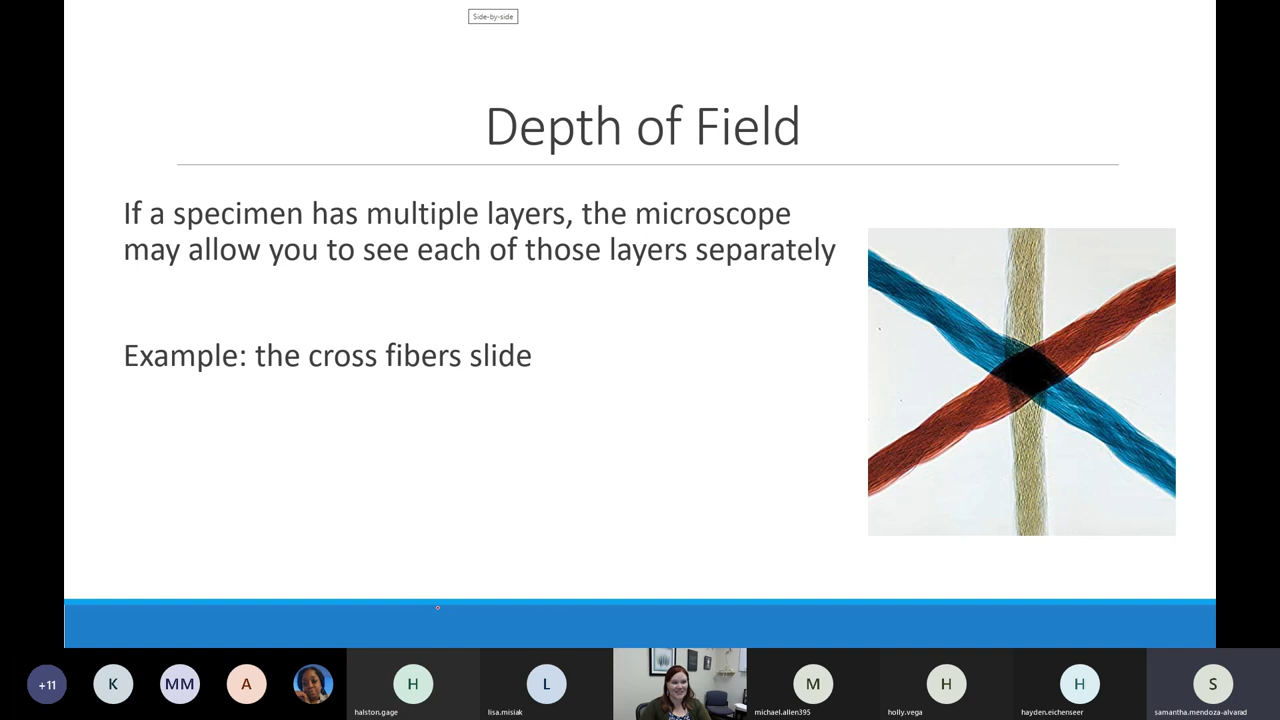 Side-by-side
Depth of Field
If a specimen has multiple layers, the microscope
may allow you to see each of those layers separately
Example: the cross fibers slide
+11
K
MM
A
H
L
M
H
H
S
halston.gage
lisa.misiak
michael.allen395
holly.vega
hayden.eichenseer
samantha.mendoza-alvarad